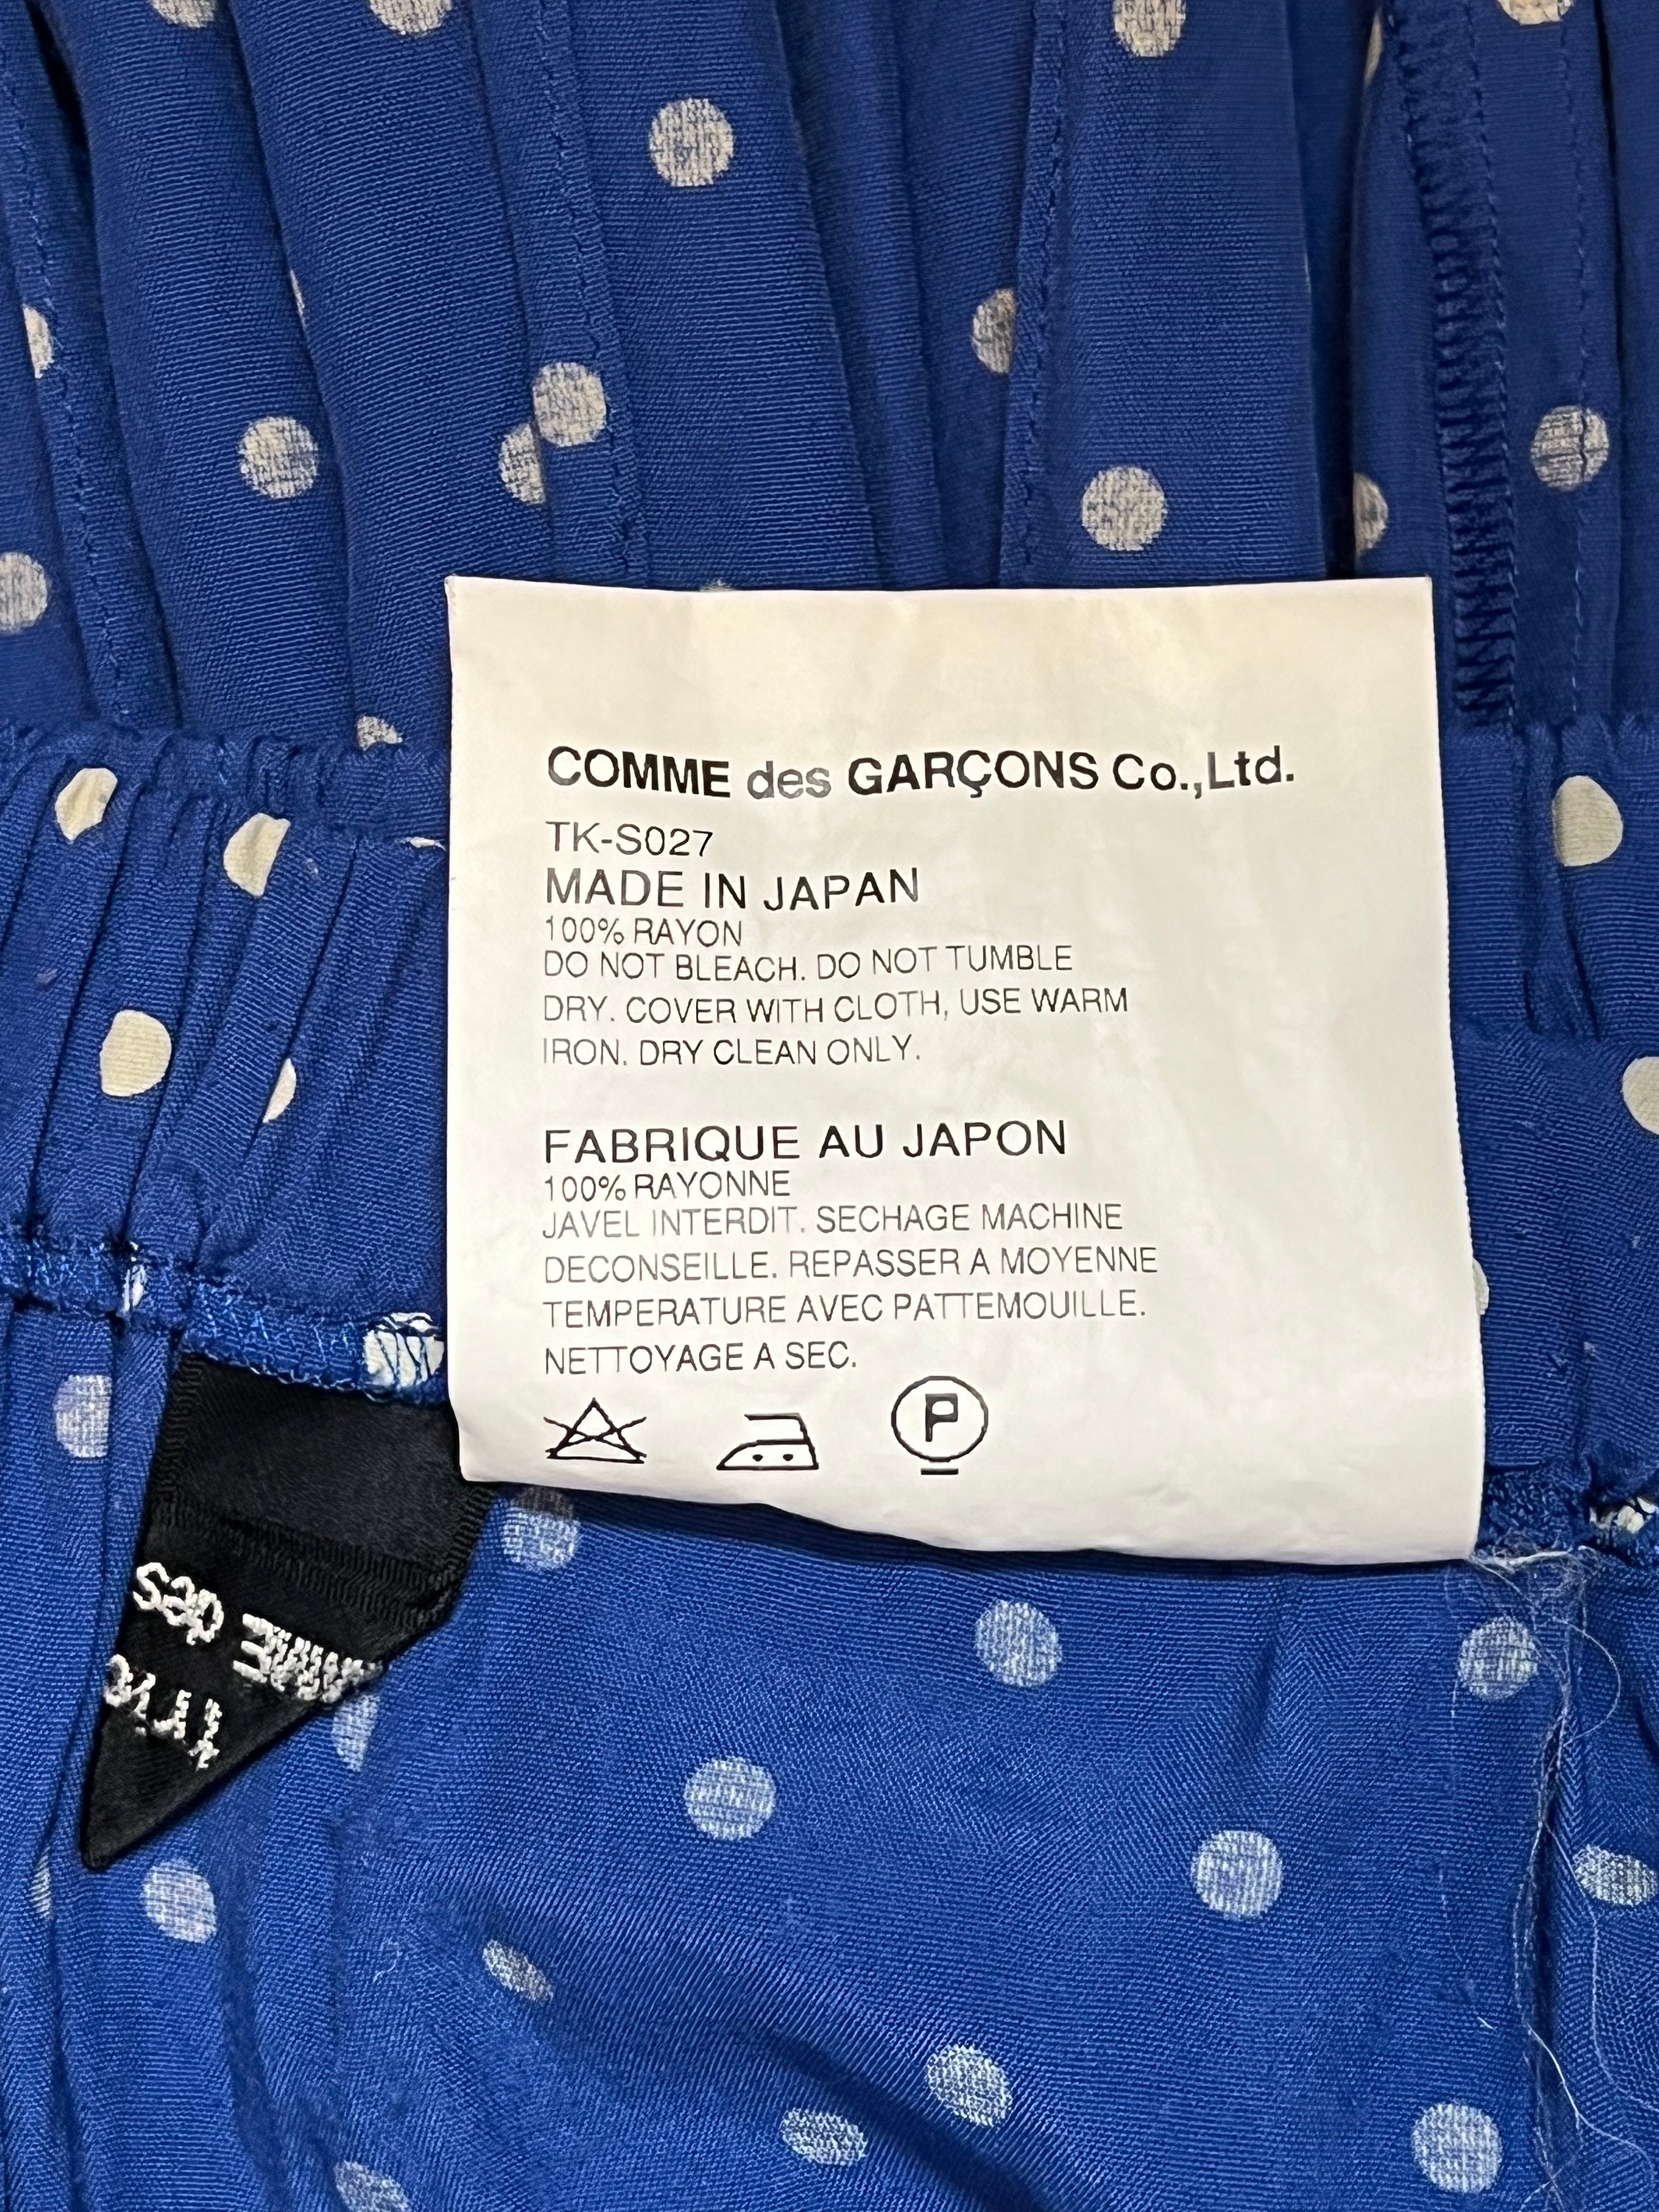 COMME des GARÇONS Co.,Ltd.
TK-S027
MADE IN JAPAN
100% RAYON
DO NOT BLEACH. DO NOT TUMBLE
DRY. COVER WITH CLOTH, USE WARM
IRON. DRY CLEAN ONLY.
FABRIQUE AU JAPON
100% RAYONNE
JAVEL INTERDIT. SECHAGE MACHINE
DECONSEILLE. REPASSER A MOYENNE
TEMPERATURE AVEC PATTEMOUILLE.
NETTOYAGE A SEC.
P
des